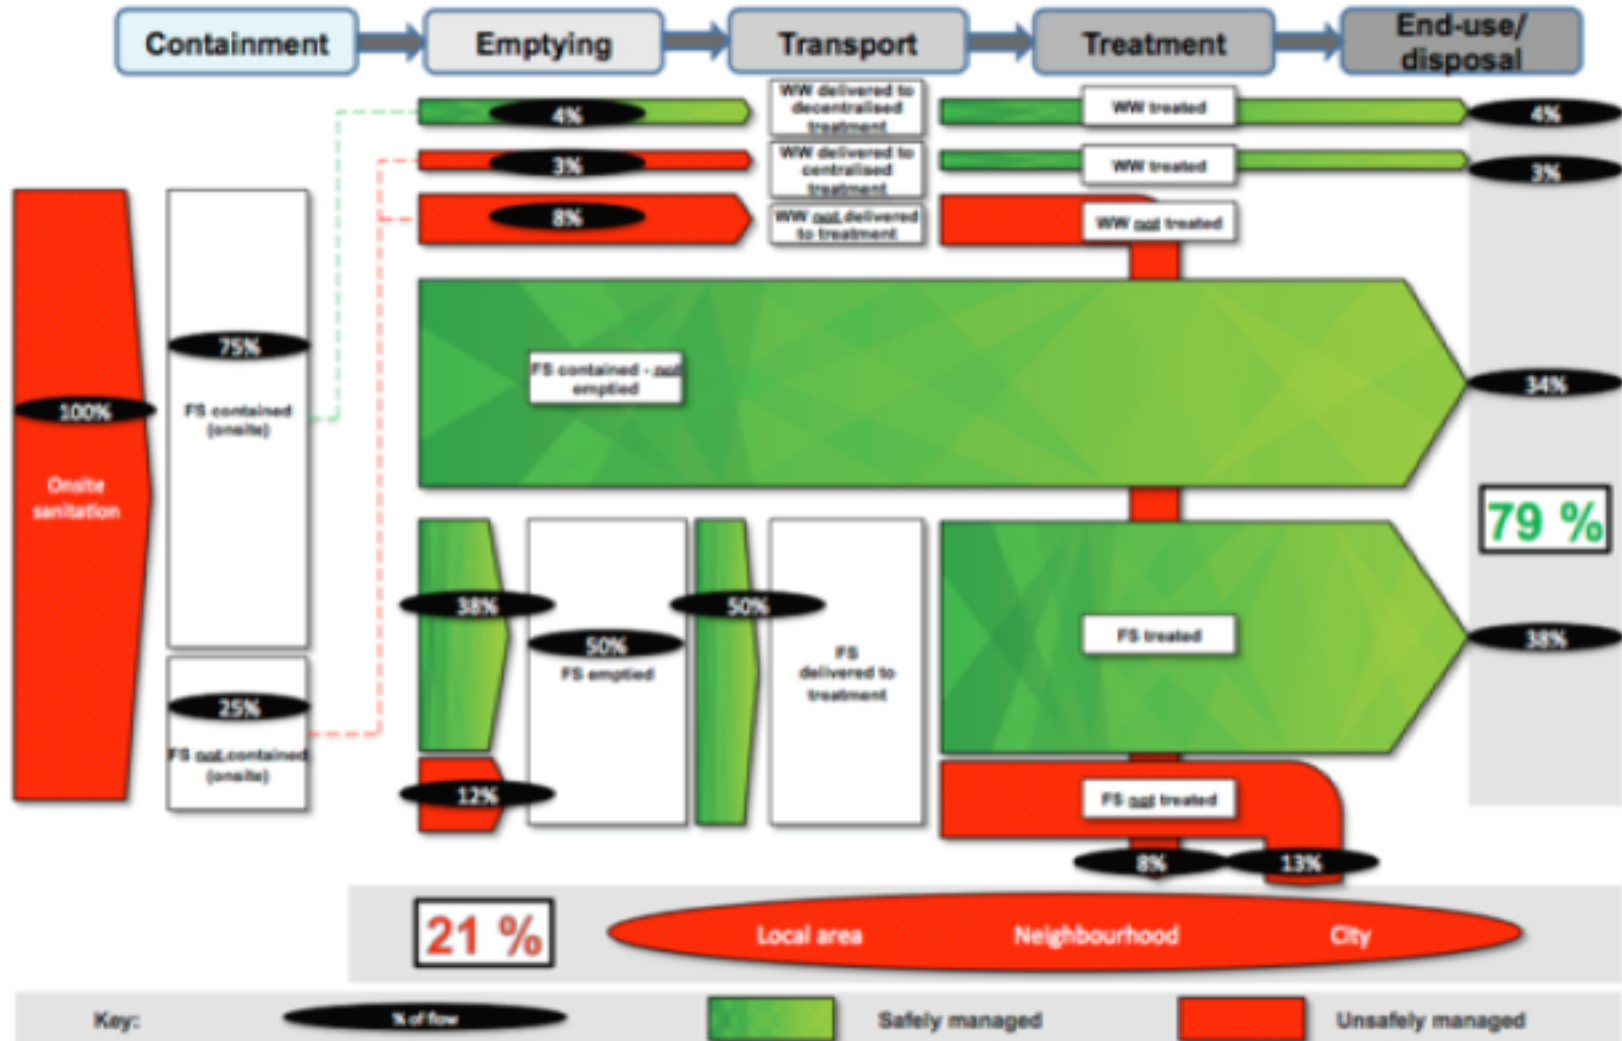 Containment
Emptying
Transport
Treatment
End-use/
disposal
4%
WW delivered to
decentralised
treatment
WW treated
4%
3%
WW delivered to
centralised
treatment
WW treated
3%
8%
WW not delivered
to treatment
WW not treated
75%
FS contained
(onsite)
100%
Onsite
sanitation
FS contained - not
emptied
34%
79 %
38%
50%
FS emptied
50%
FS
delivered to
treatment
FS treated
38%
25%
FS not contained
(onsite)
12%
FS not treated
8%
13%
21 %
Local area
Neighbourhood
City
Key:
% of flow
Safely managed
Unsafely managed